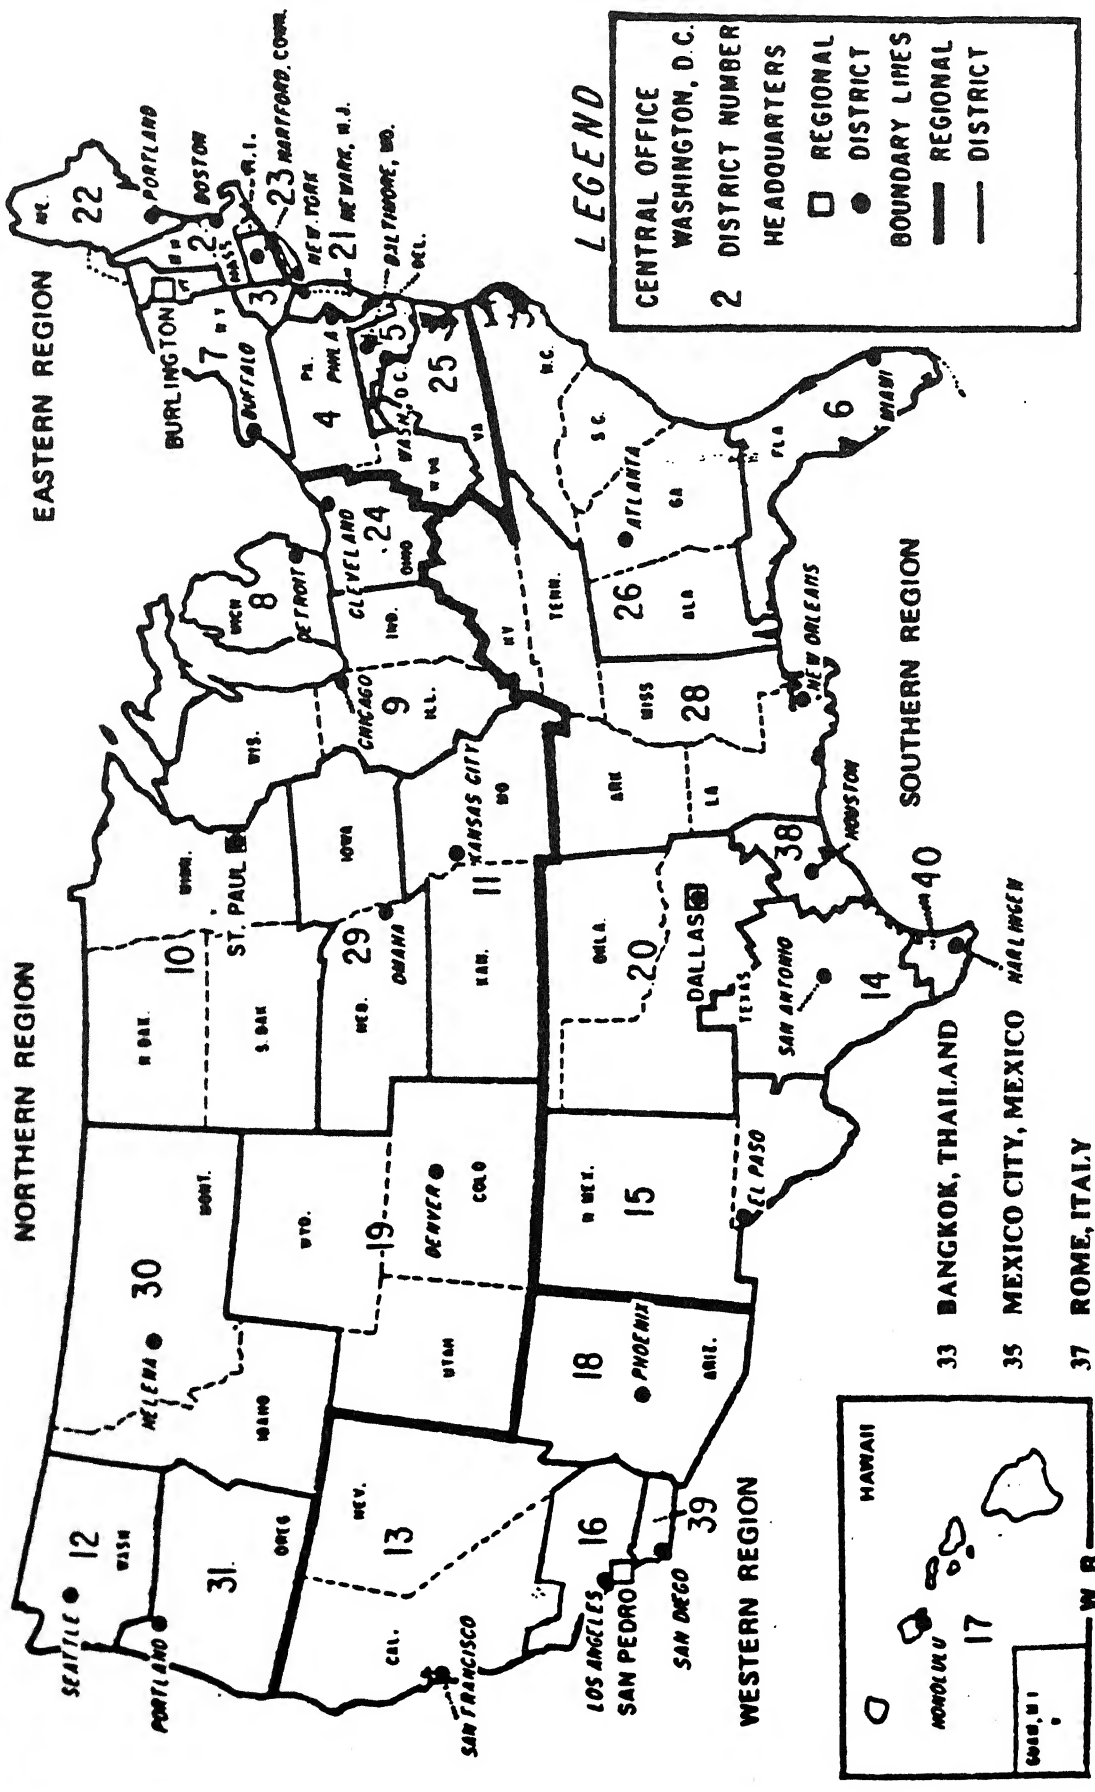 NORTHERN REGION
EASTERN REGION
WESTERN REGION
SOUTHERN REGION
SEATTLE
12
WASH
PORTLAND
31.
OREG
HELENA
30
MONT.
IDAHO
N DAK.
10
MINN.
S. DAK
ST. PAUL
WIS.
MICH
8
DETROIT
WYO.
19
DENVER
COLO
UTAH
NEB.
29
OMAHA
IOWA
KAN.
11
KANSAS CITY
MO
CHICAGO
9
ILL.
IND.
CLEVELAND
24
OHIO
KY
ME.
22
PORTLAND
N H
2
BOSTON
MASS
R.I.
23 HARTFORD, CONN.
VT
BURLINGTON
7
N Y
BUFFALO
3
NEW YORK
21 NEWARK, N.J.
PA.
PHILA
4
BALTIMORE, MD.
DEL.
5
WASH, D.C.
25
W VA
VA
NEV.
13
CAL.
SAN FRANCISCO
16
LOS ANGELES
SAN PEDRO
SAN DIEGO
39
18
PHOENIX
ARIZ.
N MEX.
15
EL PASO
OKLA.
20
DALLAS
TEXAS
SAN ANTONIO
14
38
HOUSTON
40
HARLINGEN
ARK
LA
MISS
28
NEW ORLEANS
TENN.
26
ALA
ATLANTA
GA
S C.
N.C.
FLA
6
MIAMI
HAWAII
HONOLULU
17
GUAM, M I
W R
33 BANGKOK, THAILAND
35 MEXICO CITY, MEXICO
37 ROME, ITALY
LEGEND
CENTRAL OFFICE
WASHINGTON, D.C.
2 DISTRICT NUMBER
HEADQUARTERS
REGIONAL
DISTRICT
BOUNDARY LINES
REGIONAL
DISTRICT